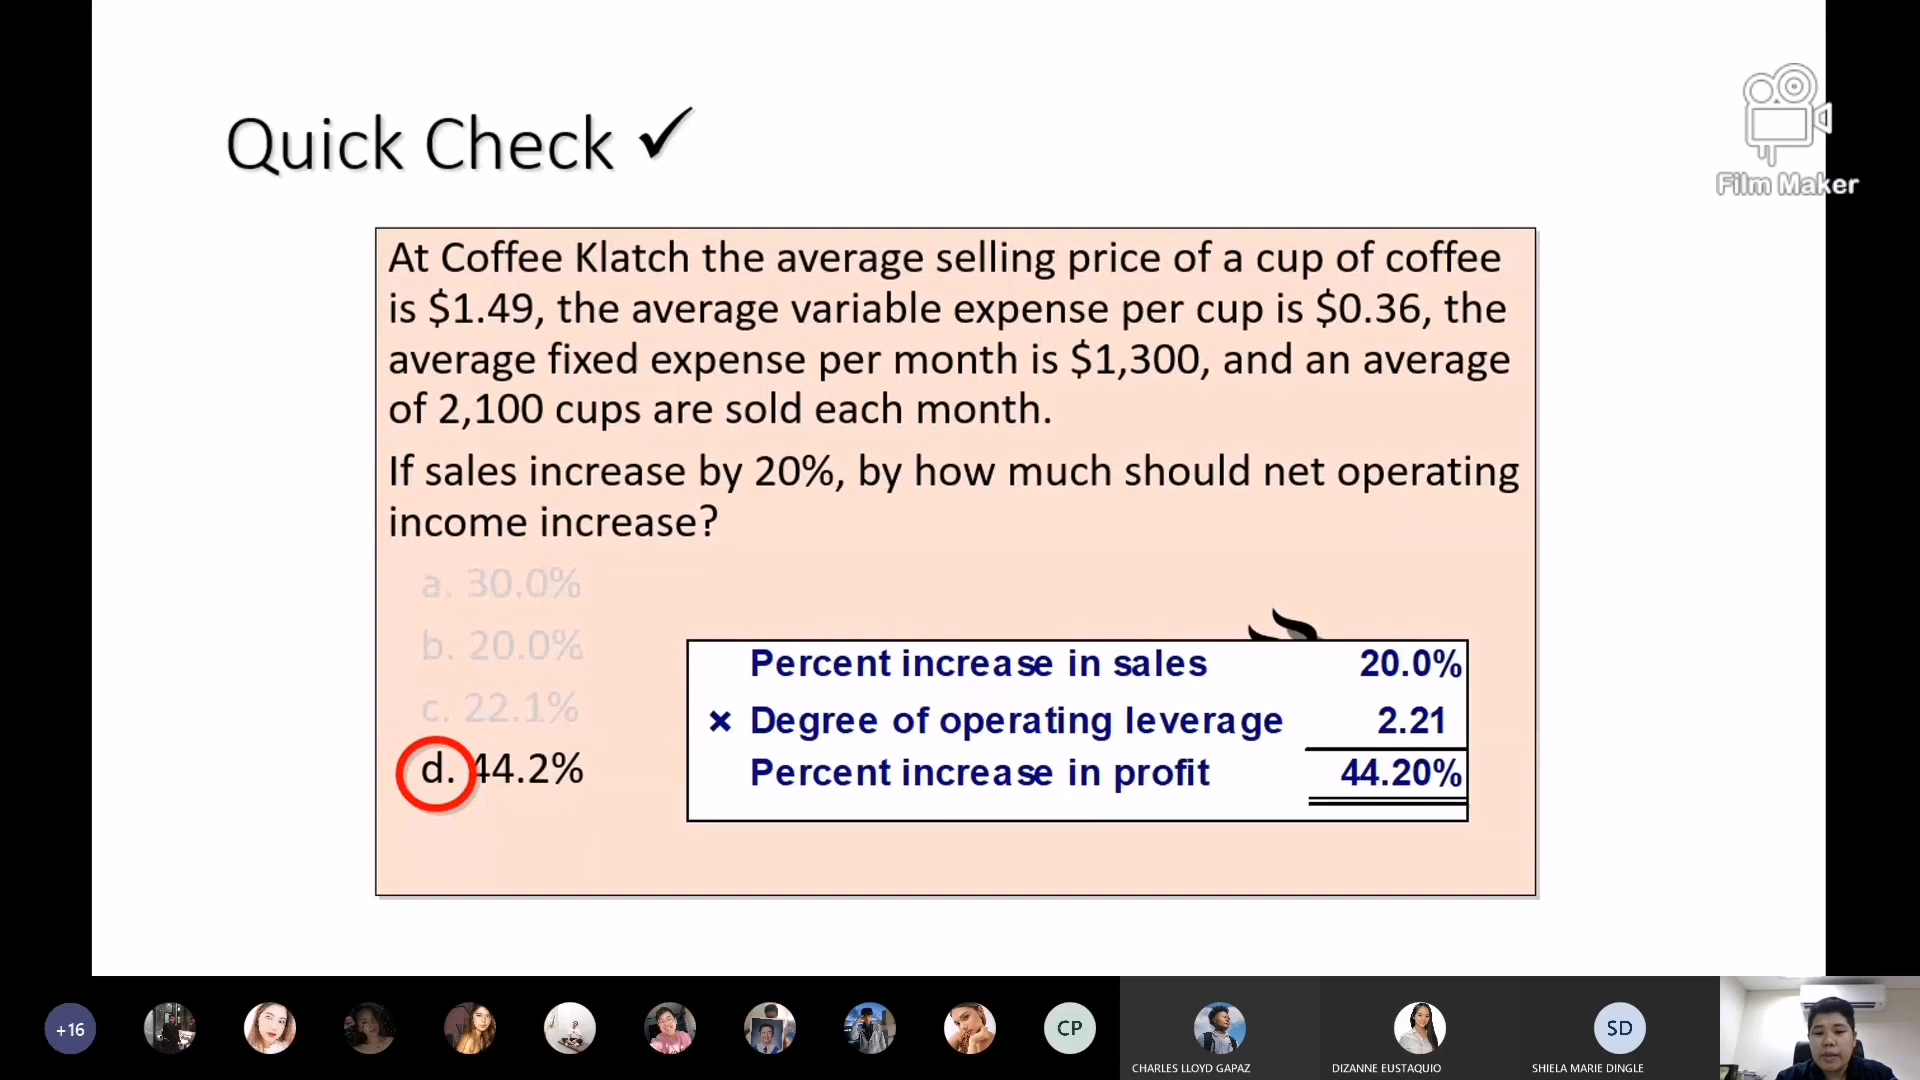 Quick Check ✓
Film Maker
At Coffee Klatch the average selling price of a cup of coffee
is $1.49, the average variable expense per cup is $0.36, the
average fixed expense per month is $1,300, and an average
of 2,100 cups are sold each month.
If sales increase by 20%, by how much should net operating
income increase?
a. 30.0%
b. 20.0%
c. 22.1%
d. 44.2%
Percent increase in sales 20.0%
× Degree of operating leverage 2.21
Percent increase in profit 44.20%
+16
CP
SD
CHARLES LLOYD GAPAZ
DIZANNE EUSTAQUIO
SHIELA MARIE DINGLE